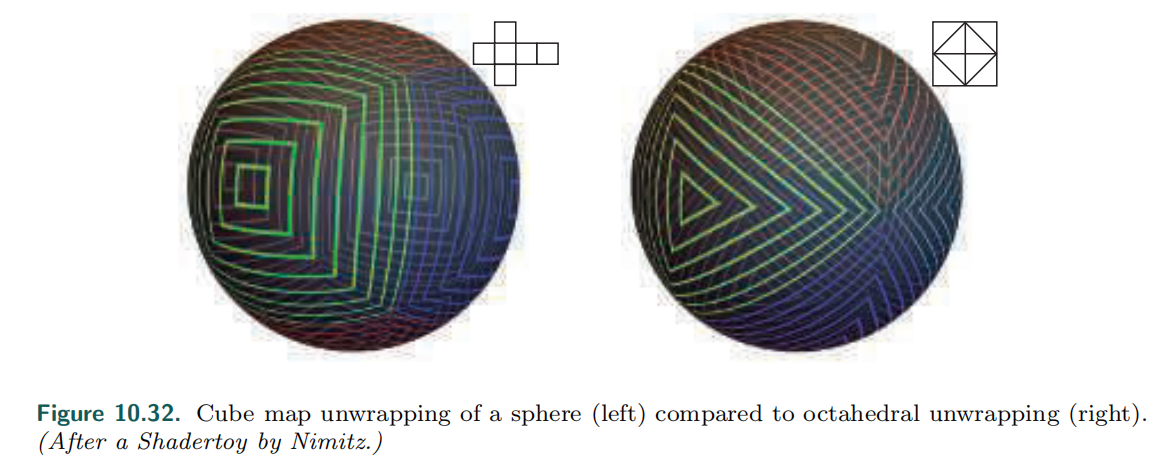 Figure 10.32. Cube map unwrapping of a sphere (left) compared to octahedral unwrapping (right).
(After a Shadertoy by Nimitz.)